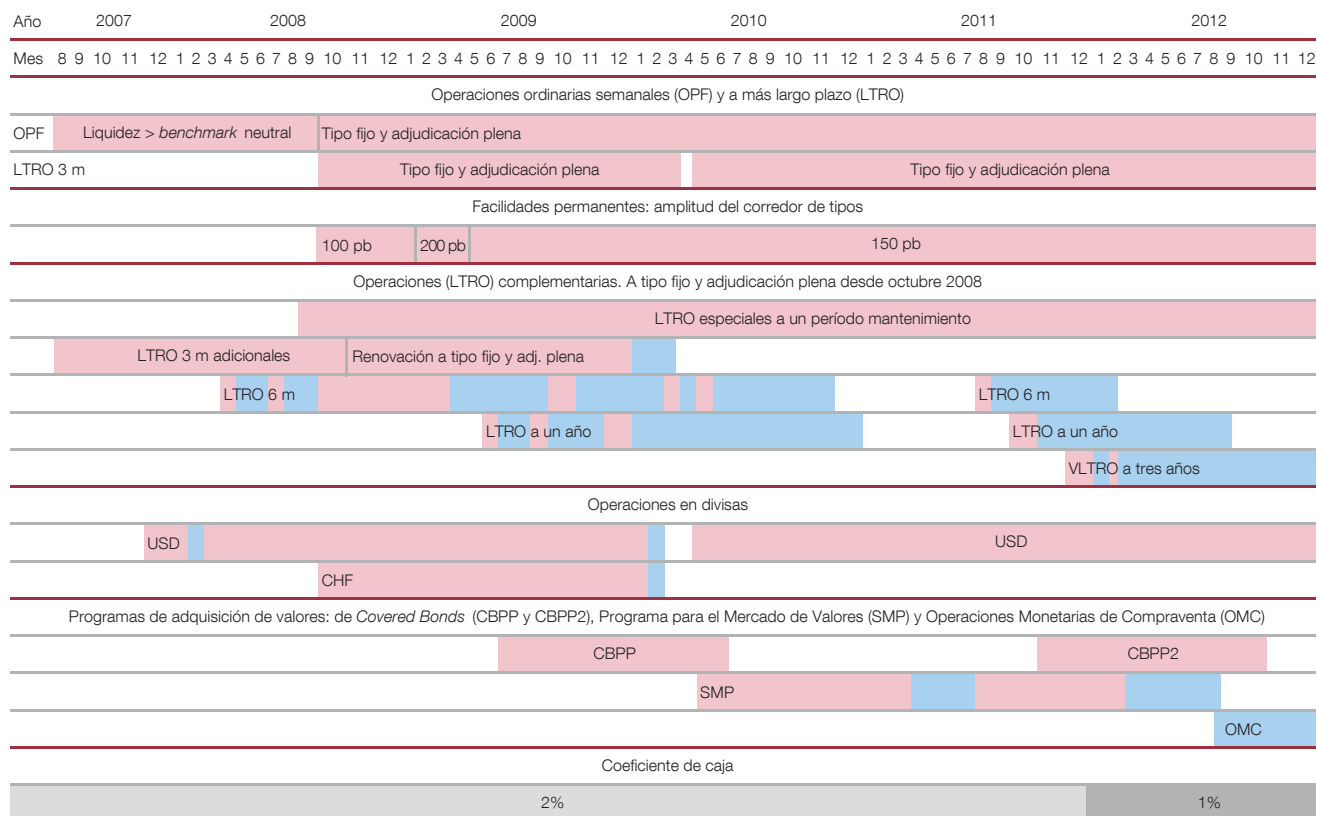 Año 2007 2008 2009 2010 2011 2012
Mes 8 9 10 11 12 1 2 3 4 5 6 7 8 9 10 11 12 1 2 3 4 5 6 7 8 9 10 11 12 1 2 3 4 5 6 7 8 9 10 11 12 1 2 3 4 5 6 7 8 9 10 11 12 1 2 3 4 5 6 7 8 9 10 11 12
Operaciones ordinarias semanales (OPF) y a más largo plazo (LTRO)
OPF Liquidez > benchmark neutral Tipo fijo y adjudicación plena
LTRO 3 m Tipo fijo y adjudicación plena Tipo fijo y adjudicación plena
Facilidades permanentes: amplitud del corredor de tipos
100 pb 200 pb 150 pb
Operaciones (LTRO) complementarias. A tipo fijo y adjudicación plena desde octubre 2008
LTRO especiales a un período mantenimiento
LTRO 3 m adicionales Renovación a tipo fijo y adj. plena
LTRO 6 m LTRO 6 m
LTRO a un año LTRO a un año
VLTRO a tres años
Operaciones en divisas
USD USD
CHF
Programas de adquisición de valores: de Covered Bonds (CBPP y CBPP2), Programa para el Mercado de Valores (SMP) y Operaciones Monetarias de Compraventa (OMC)
CBPP CBPP2
SMP
OMC
Coeficiente de caja
2% 1%